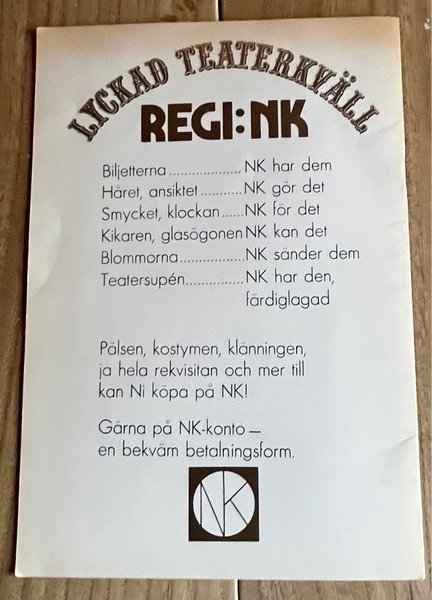 LYCKAD TEATERKVÄLL
REGI:NK
Biljetterna................... NK har dem
Håret, ansiktet........... NK gör det
Smycket, klockan...... NK för det
Kikaren, glasögonen NK kan det
Blommorna................. NK sänder dem
Teatersupén............... NK har den,
färdiglagad
Pälsen, kostymen, klänningen,
ja hela rekvisitan och mer till
kan Ni köpa på NK!
Gärna på NK-konto —
en bekväm betalningsform.
NK